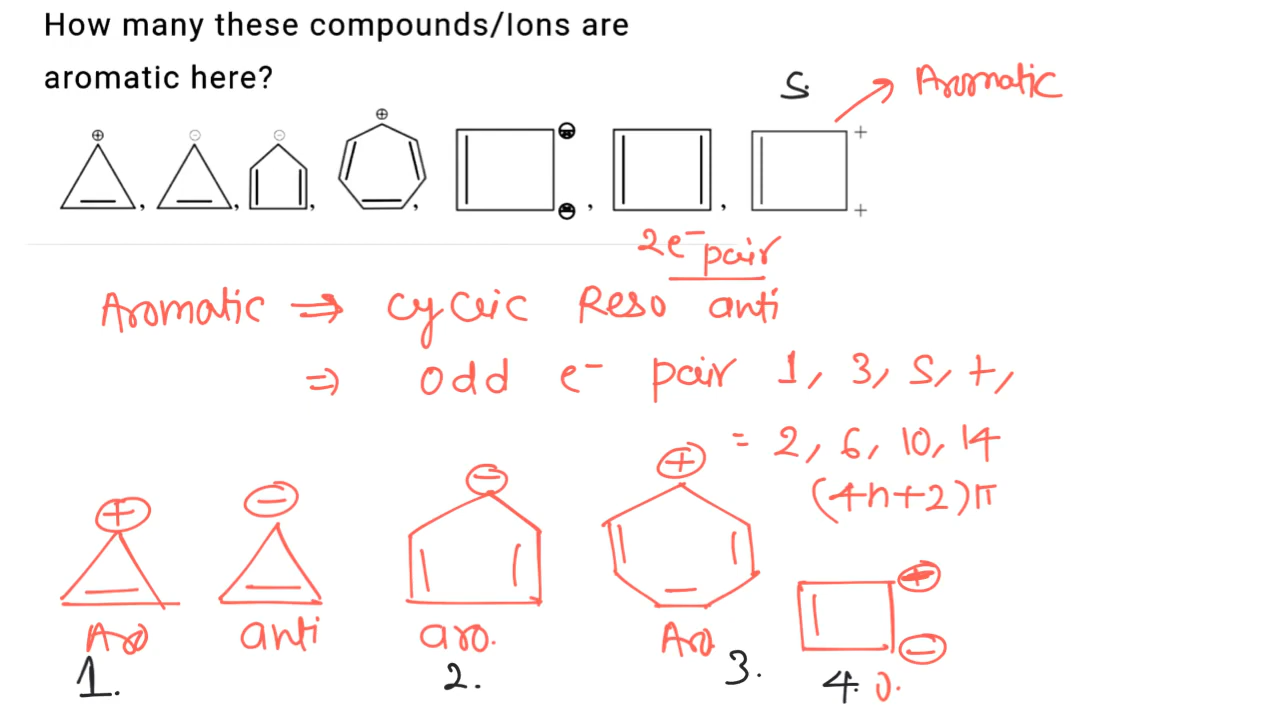 How many these compounds/Ions are
aromatic here?
5. Aromatic
⊕ ⊖ ⊖ ⊕ ⊖ +
, , , , , ,
⊖ +
2e⁻ pair
Aromatic ⇒ cyclic Reso anti
⇒ odd e⁻ pair 1, 3, 5, 7,
= 2, 6, 10, 14
(4n+2)π
⊕ ⊖ ⊖ ⊕
⊕
⊖
Aro anti aro. Aro
1. 2. 3. 4.